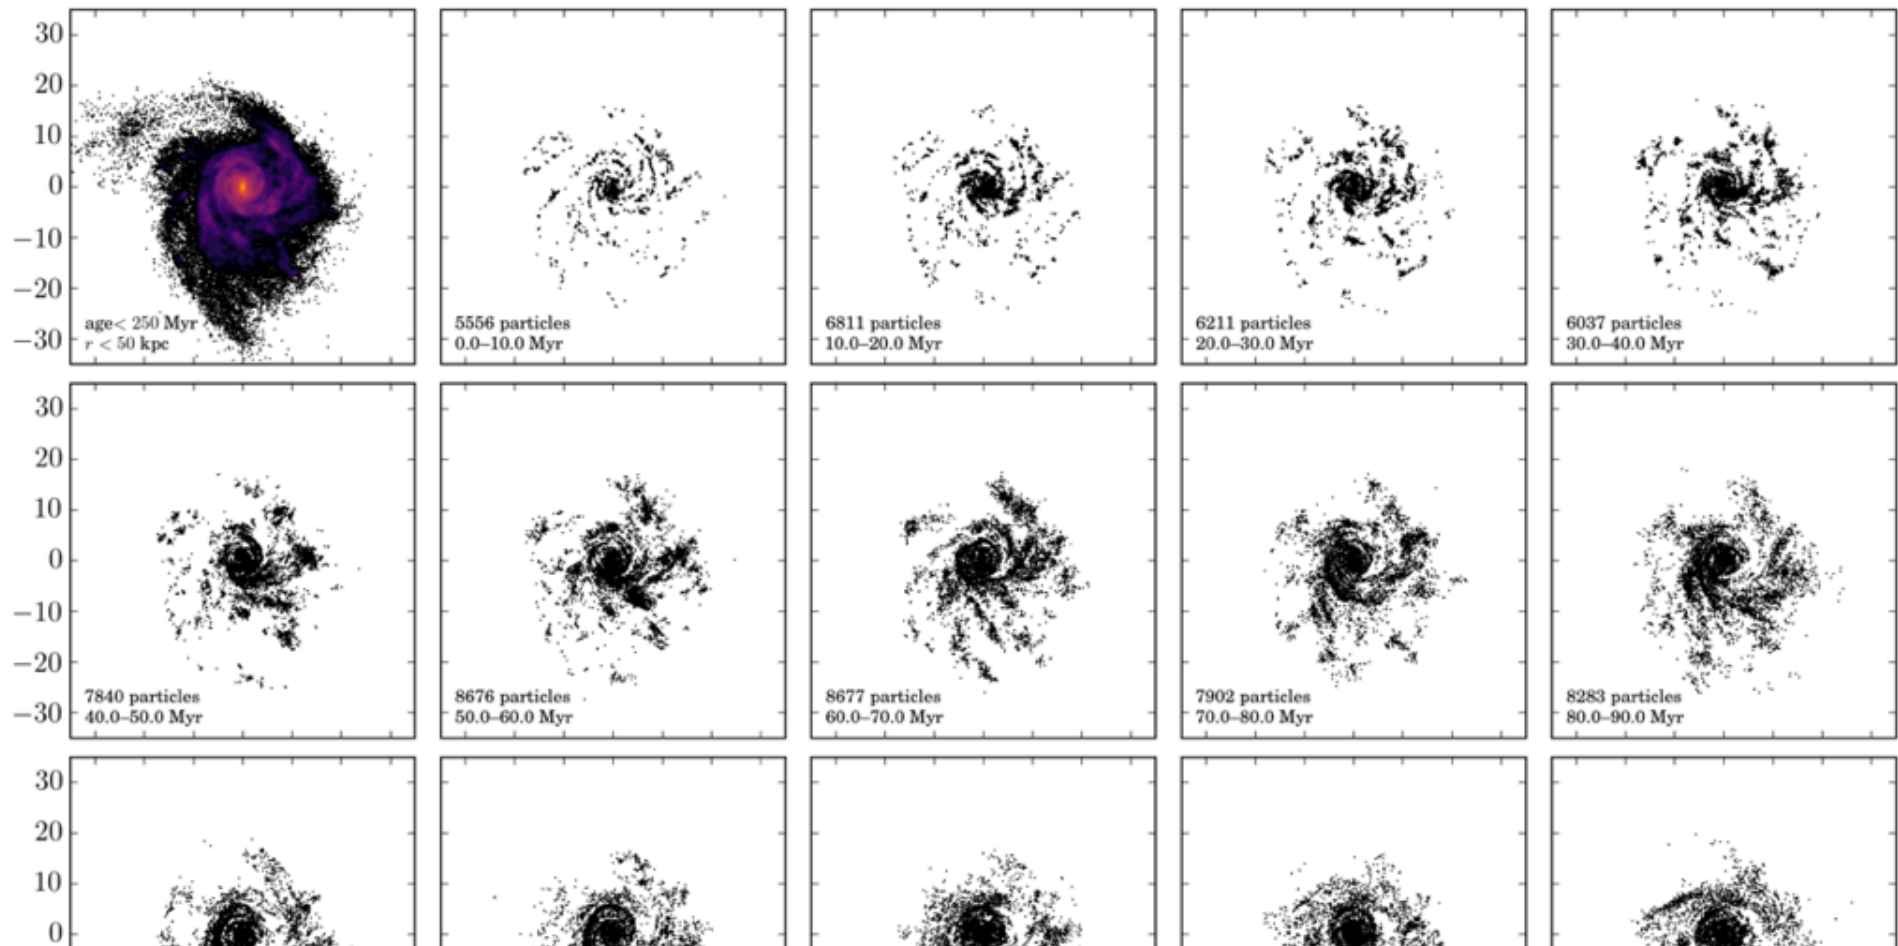 30
20
10
0
−10
−20
−30
age< 250 Myr
r < 50 kpc
5556 particles
0.0–10.0 Myr
6811 particles
10.0–20.0 Myr
6211 particles
20.0–30.0 Myr
6037 particles
30.0–40.0 Myr
30
20
10
0
−10
−20
−30
7840 particles
40.0–50.0 Myr
8676 particles
50.0–60.0 Myr
8677 particles
60.0–70.0 Myr
7902 particles
70.0–80.0 Myr
8283 particles
80.0–90.0 Myr
30
20
10
0